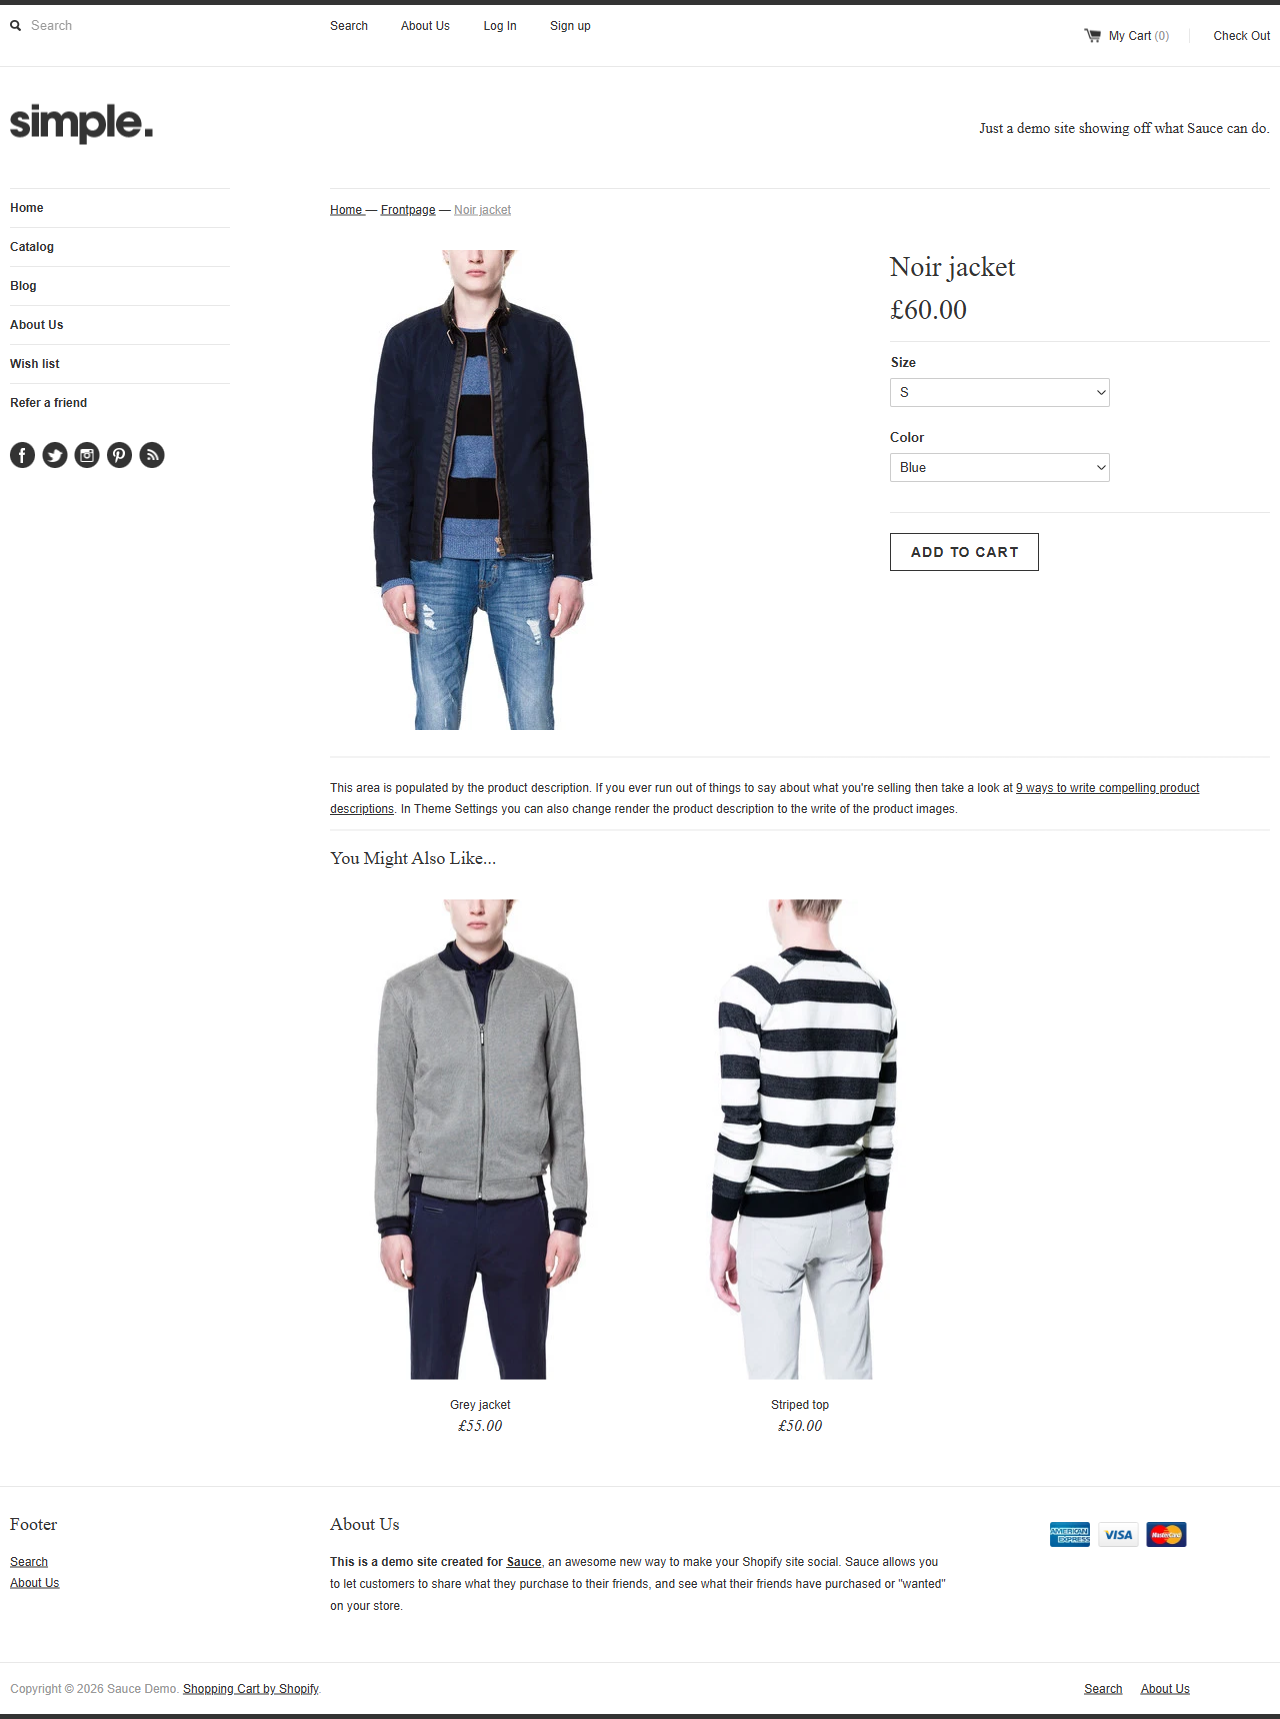 Search
Search About Us Log In Sign up
My Cart (0) Check Out
simple.
Just a demo site showing off what Sauce can do.
Home
Catalog
Blog
About Us
Wish list
Refer a friend
Home — Frontpage — Noir jacket
Noir jacket
£60.00
Size
S
Color
Blue
ADD TO CART
This area is populated by the product description. If you ever run out of things to say about what you're selling then take a look at 9 ways to write compelling product
descriptions. In Theme Settings you can also change render the product description to the write of the product images.
You Might Also Like...
Grey jacket
£55.00
Striped top
£50.00
Footer
Search
About Us
About Us
This is a demo site created for Sauce, an awesome new way to make your Shopify site social. Sauce allows you
to let customers to share what they purchase to their friends, and see what their friends have purchased or "wanted"
on your store.
AMERICAN EXPRESS
VISA
MasterCard
Copyright © 2026 Sauce Demo. Shopping Cart by Shopify.
Search About Us